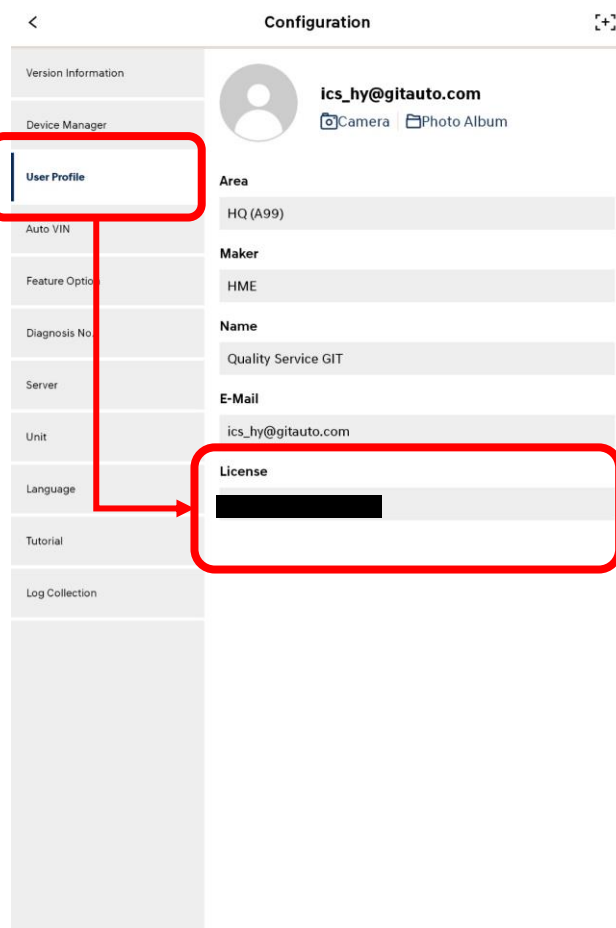 Configuration
Version Information
Device Manager
User Profile
Auto VIN
Feature Option
Diagnosis No.
Server
Unit
Language
Tutorial
Log Collection
ics_hy@gitauto.com
Camera Photo Album
Area
HQ (A99)
Maker
HME
Name
Quality Service GIT
E-Mail
ics_hy@gitauto.com
License